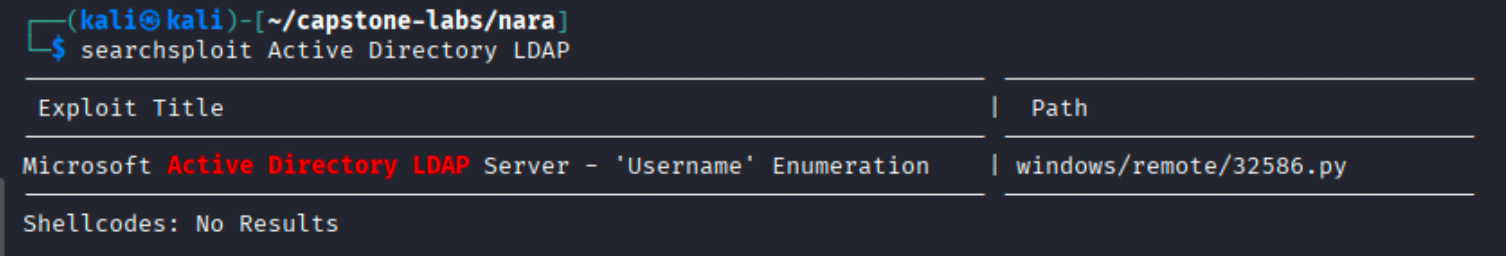 (kali㉿kali)-[~/capstone-labs/nara]
$ searchsploit Active Directory LDAP
Exploit Title | Path
Microsoft Active Directory LDAP Server - 'Username' Enumeration | windows/remote/32586.py
Shellcodes: No Results